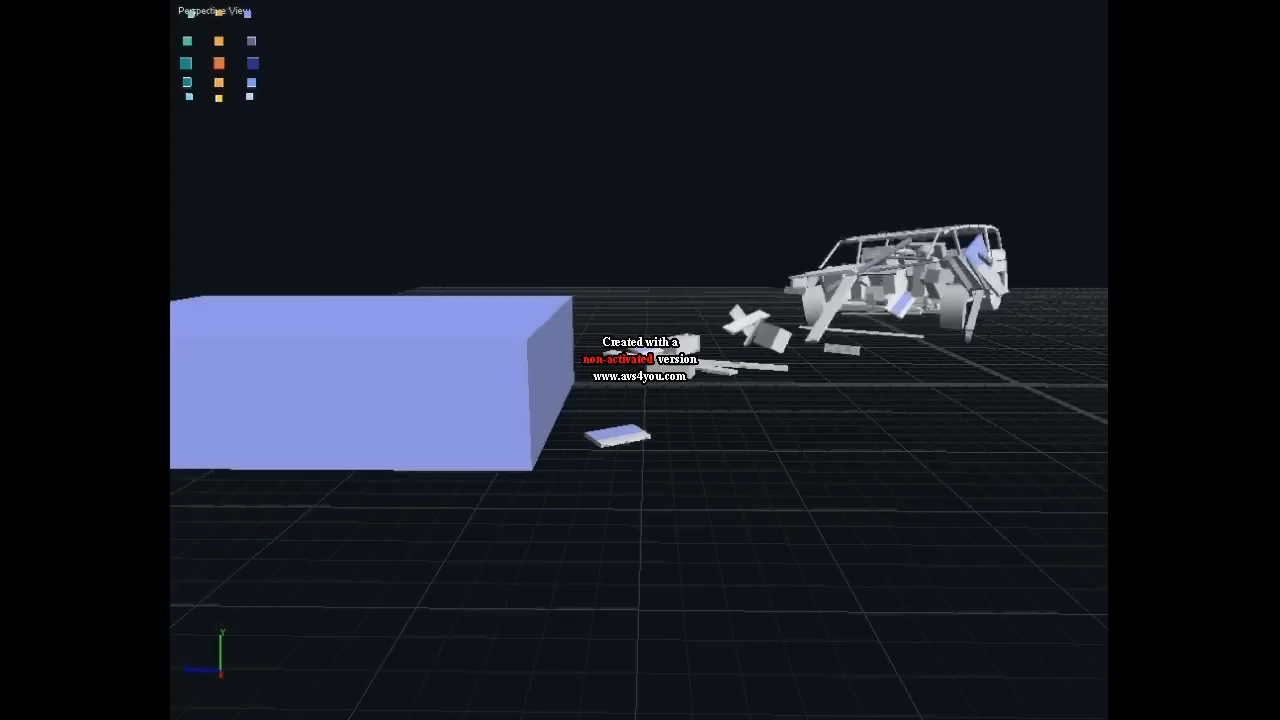 Perspective View
Created with a
non-activated version
www.avs4you.com
Y